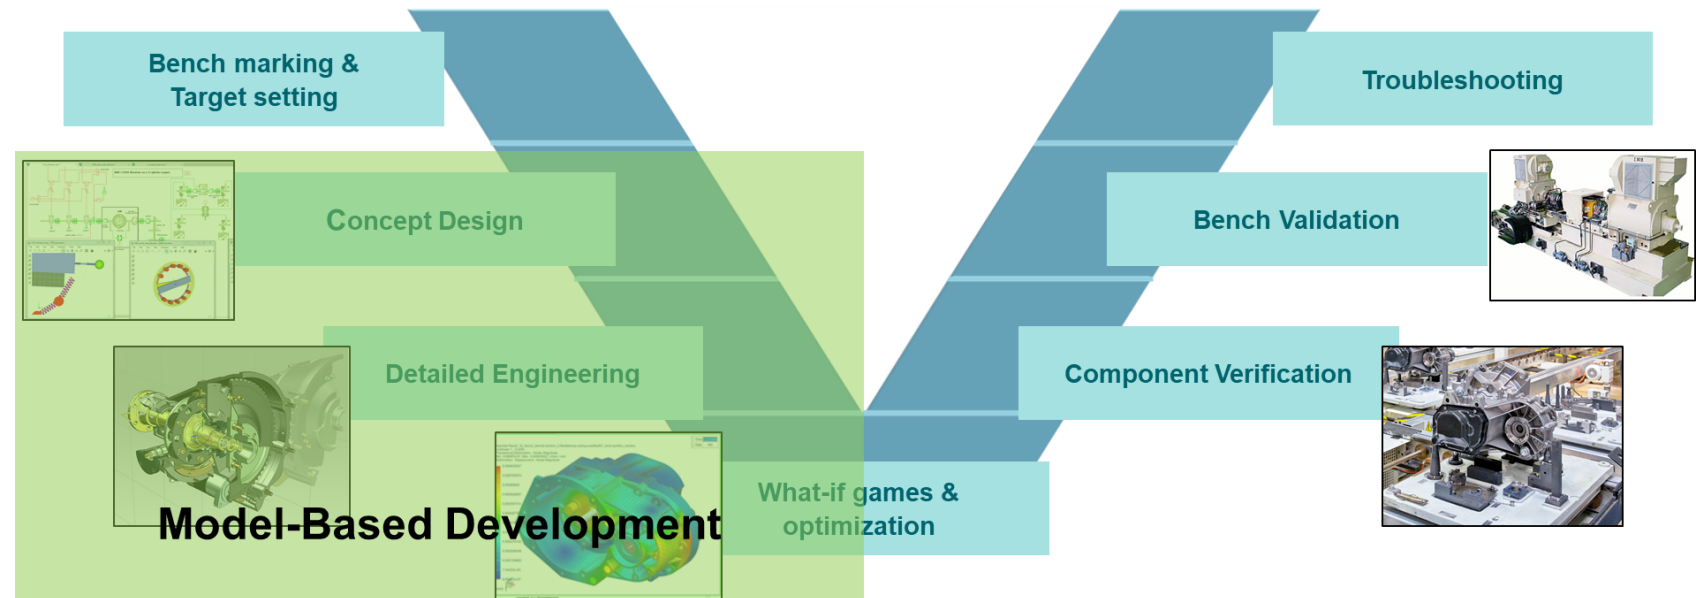 Bench marking &
Target setting
Concept Design
Detailed Engineering
What-if games &
optimization
Model-Based Development
Troubleshooting
Bench Validation
Component Verification